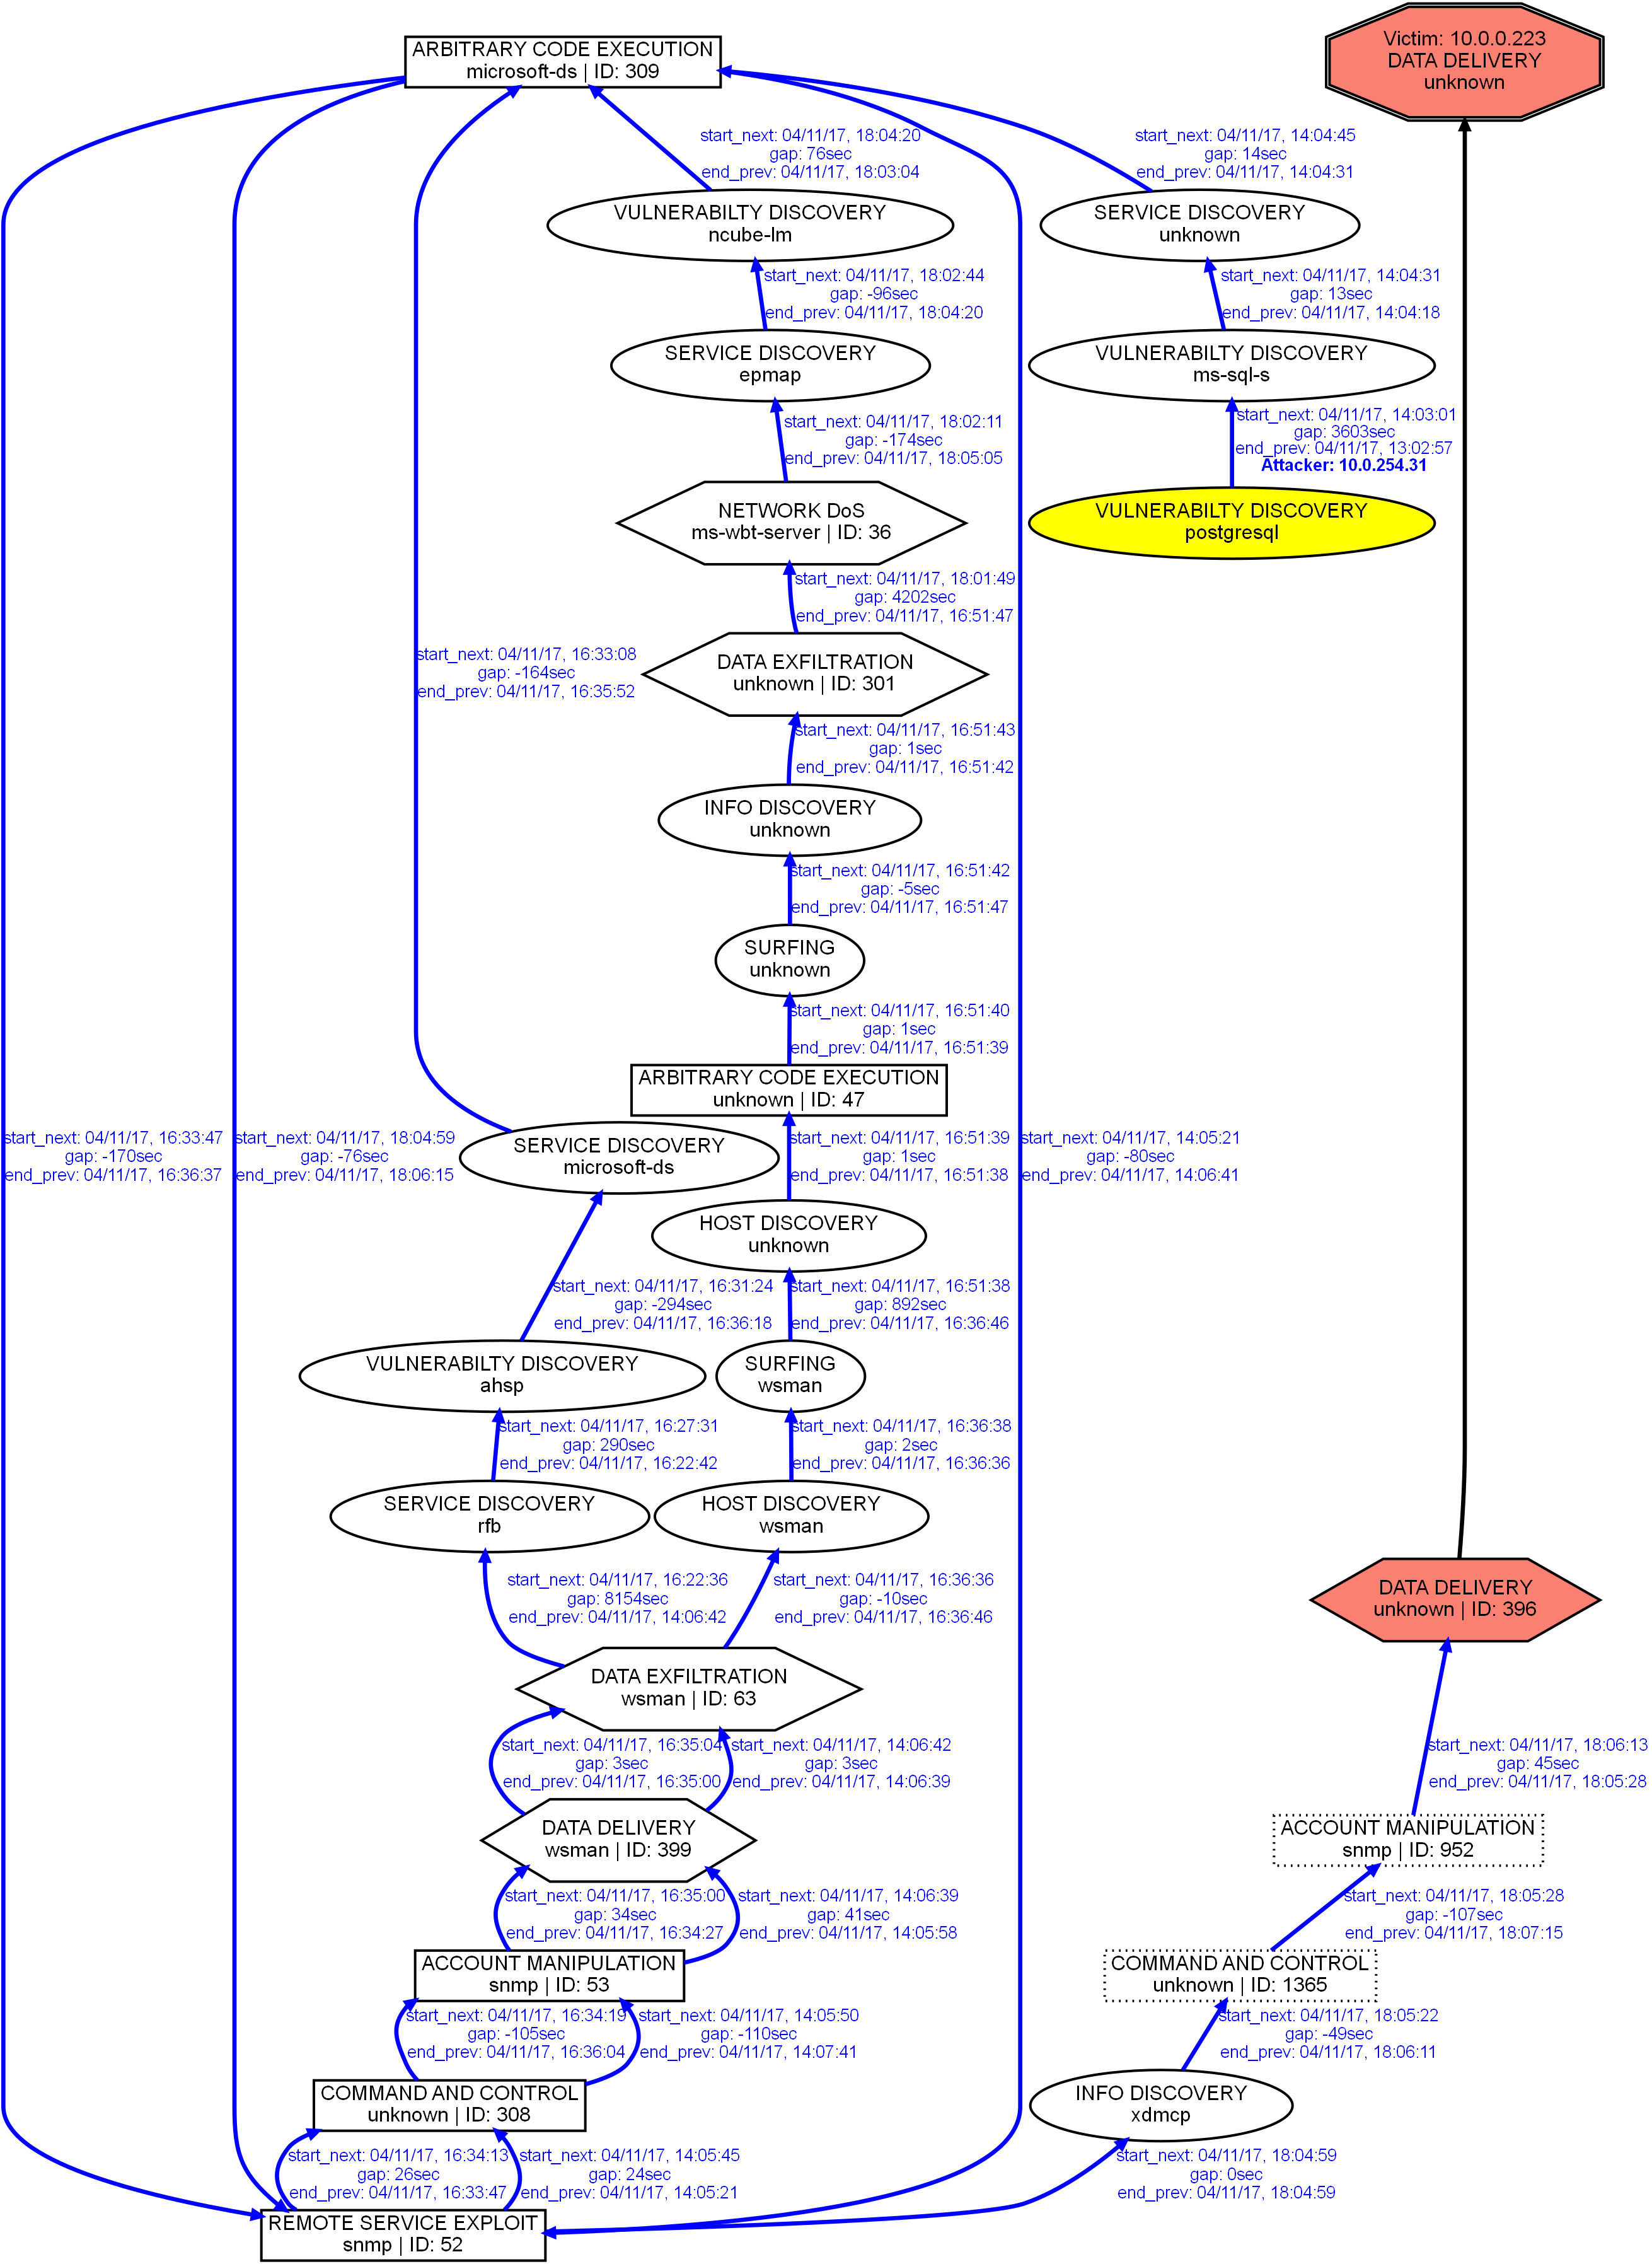 ARBITRARY CODE EXECUTION
microsoft-ds | ID: 309
Victim: 10.0.0.223
DATA DELIVERY
unknown
start_next: 04/11/17, 18:04:20
gap: 76sec
end_prev: 04/11/17, 18:03:04
start_next: 04/11/17, 14:04:45
gap: 14sec
end_prev: 04/11/17, 14:04:31
VULNERABILTY DISCOVERY
ncube-lm
SERVICE DISCOVERY
unknown
start_next: 04/11/17, 18:02:44
gap: -96sec
end_prev: 04/11/17, 18:04:20
start_next: 04/11/17, 14:04:31
gap: 13sec
end_prev: 04/11/17, 14:04:18
SERVICE DISCOVERY
epmap
VULNERABILTY DISCOVERY
ms-sql-s
start_next: 04/11/17, 18:02:11
gap: -174sec
end_prev: 04/11/17, 18:05:05
start_next: 04/11/17, 14:03:01
gap: 3603sec
end_prev: 04/11/17, 13:02:57
Attacker: 10.0.254.31
NETWORK DoS
ms-wbt-server | ID: 36
VULNERABILTY DISCOVERY
postgresql
start_next: 04/11/17, 18:01:49
gap: 4202sec
end_prev: 04/11/17, 16:51:47
start_next: 04/11/17, 16:33:08
gap: -164sec
end_prev: 04/11/17, 16:35:52
DATA EXFILTRATION
unknown | ID: 301
start_next: 04/11/17, 16:51:43
gap: 1sec
end_prev: 04/11/17, 16:51:42
INFO DISCOVERY
unknown
start_next: 04/11/17, 16:51:42
gap: -5sec
end_prev: 04/11/17, 16:51:47
SURFING
unknown
start_next: 04/11/17, 16:51:40
gap: 1sec
end_prev: 04/11/17, 16:51:39
ARBITRARY CODE EXECUTION
unknown | ID: 47
start_next: 04/11/17, 16:33:47
gap: -170sec
end_prev: 04/11/17, 16:36:37
start_next: 04/11/17, 18:04:59
gap: -76sec
end_prev: 04/11/17, 18:06:15
SERVICE DISCOVERY
microsoft-ds
start_next: 04/11/17, 16:51:39
gap: 1sec
end_prev: 04/11/17, 16:51:38
start_next: 04/11/17, 14:05:21
gap: -80sec
end_prev: 04/11/17, 14:06:41
HOST DISCOVERY
unknown
start_next: 04/11/17, 16:31:24
gap: -294sec
end_prev: 04/11/17, 16:36:18
start_next: 04/11/17, 16:51:38
gap: 892sec
end_prev: 04/11/17, 16:36:46
VULNERABILTY DISCOVERY
ahsp
SURFING
wsman
start_next: 04/11/17, 16:27:31
gap: 290sec
end_prev: 04/11/17, 16:22:42
start_next: 04/11/17, 16:36:38
gap: 2sec
end_prev: 04/11/17, 16:36:36
SERVICE DISCOVERY
rfb
HOST DISCOVERY
wsman
start_next: 04/11/17, 16:22:36
gap: 8154sec
end_prev: 04/11/17, 14:06:42
start_next: 04/11/17, 16:36:36
gap: -10sec
end_prev: 04/11/17, 16:36:46
DATA DELIVERY
unknown | ID: 396
DATA EXFILTRATION
wsman | ID: 63
start_next: 04/11/17, 16:35:04
gap: 3sec
end_prev: 04/11/17, 16:35:00
start_next: 04/11/17, 14:06:42
gap: 3sec
end_prev: 04/11/17, 14:06:39
start_next: 04/11/17, 18:06:13
gap: 45sec
end_prev: 04/11/17, 18:05:28
DATA DELIVERY
wsman | ID: 399
ACCOUNT MANIPULATION
snmp | ID: 952
start_next: 04/11/17, 16:35:00
gap: 34sec
end_prev: 04/11/17, 16:34:27
start_next: 04/11/17, 14:06:39
gap: 41sec
end_prev: 04/11/17, 14:05:58
start_next: 04/11/17, 18:05:28
gap: -107sec
end_prev: 04/11/17, 18:07:15
ACCOUNT MANIPULATION
snmp | ID: 53
COMMAND AND CONTROL
unknown | ID: 1365
start_next: 04/11/17, 16:34:19
gap: -105sec
end_prev: 04/11/17, 16:36:04
start_next: 04/11/17, 14:05:50
gap: -110sec
end_prev: 04/11/17, 14:07:41
start_next: 04/11/17, 18:05:22
gap: -49sec
end_prev: 04/11/17, 18:06:11
COMMAND AND CONTROL
unknown | ID: 308
INFO DISCOVERY
xdmcp
start_next: 04/11/17, 16:34:13
gap: 26sec
end_prev: 04/11/17, 16:33:47
start_next: 04/11/17, 14:05:45
gap: 24sec
end_prev: 04/11/17, 14:05:21
start_next: 04/11/17, 18:04:59
gap: 0sec
end_prev: 04/11/17, 18:04:59
REMOTE SERVICE EXPLOIT
snmp | ID: 52